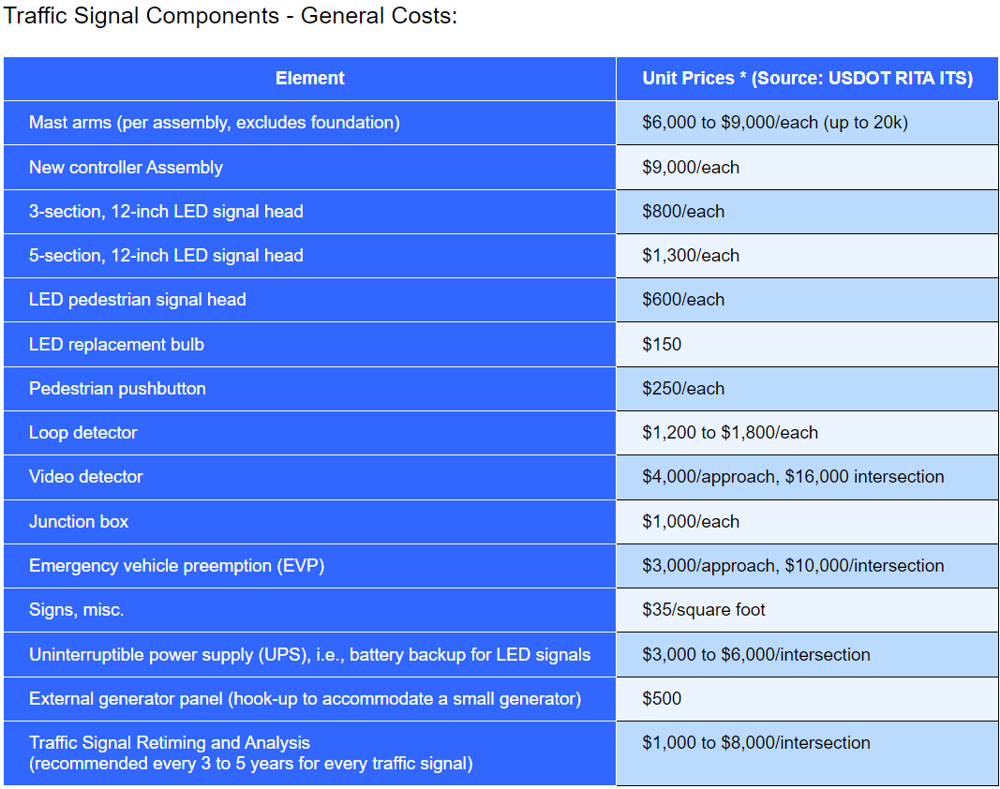 Traffic Signal Components - General Costs:
Element
Unit Prices * (Source: USDOT RITA ITS)
Mast arms (per assembly, excludes foundation)
$6,000 to $9,000/each (up to 20k)
New controller Assembly
$9,000/each
3-section, 12-inch LED signal head
$800/each
5-section, 12-inch LED signal head
$1,300/each
LED pedestrian signal head
$600/each
LED replacement bulb
$150
Pedestrian pushbutton
$250/each
Loop detector
$1,200 to $1,800/each
Video detector
$4,000/approach, $16,000 intersection
Junction box
$1,000/each
Emergency vehicle preemption (EVP)
$3,000/approach, $10,000/intersection
Signs, misc.
$35/square foot
Uninterruptible power supply (UPS), i.e., battery backup for LED signals
$3,000 to $6,000/intersection
External generator panel (hook-up to accommodate a small generator)
$500
Traffic Signal Retiming and Analysis
(recommended every 3 to 5 years for every traffic signal)
$1,000 to $8,000/intersection